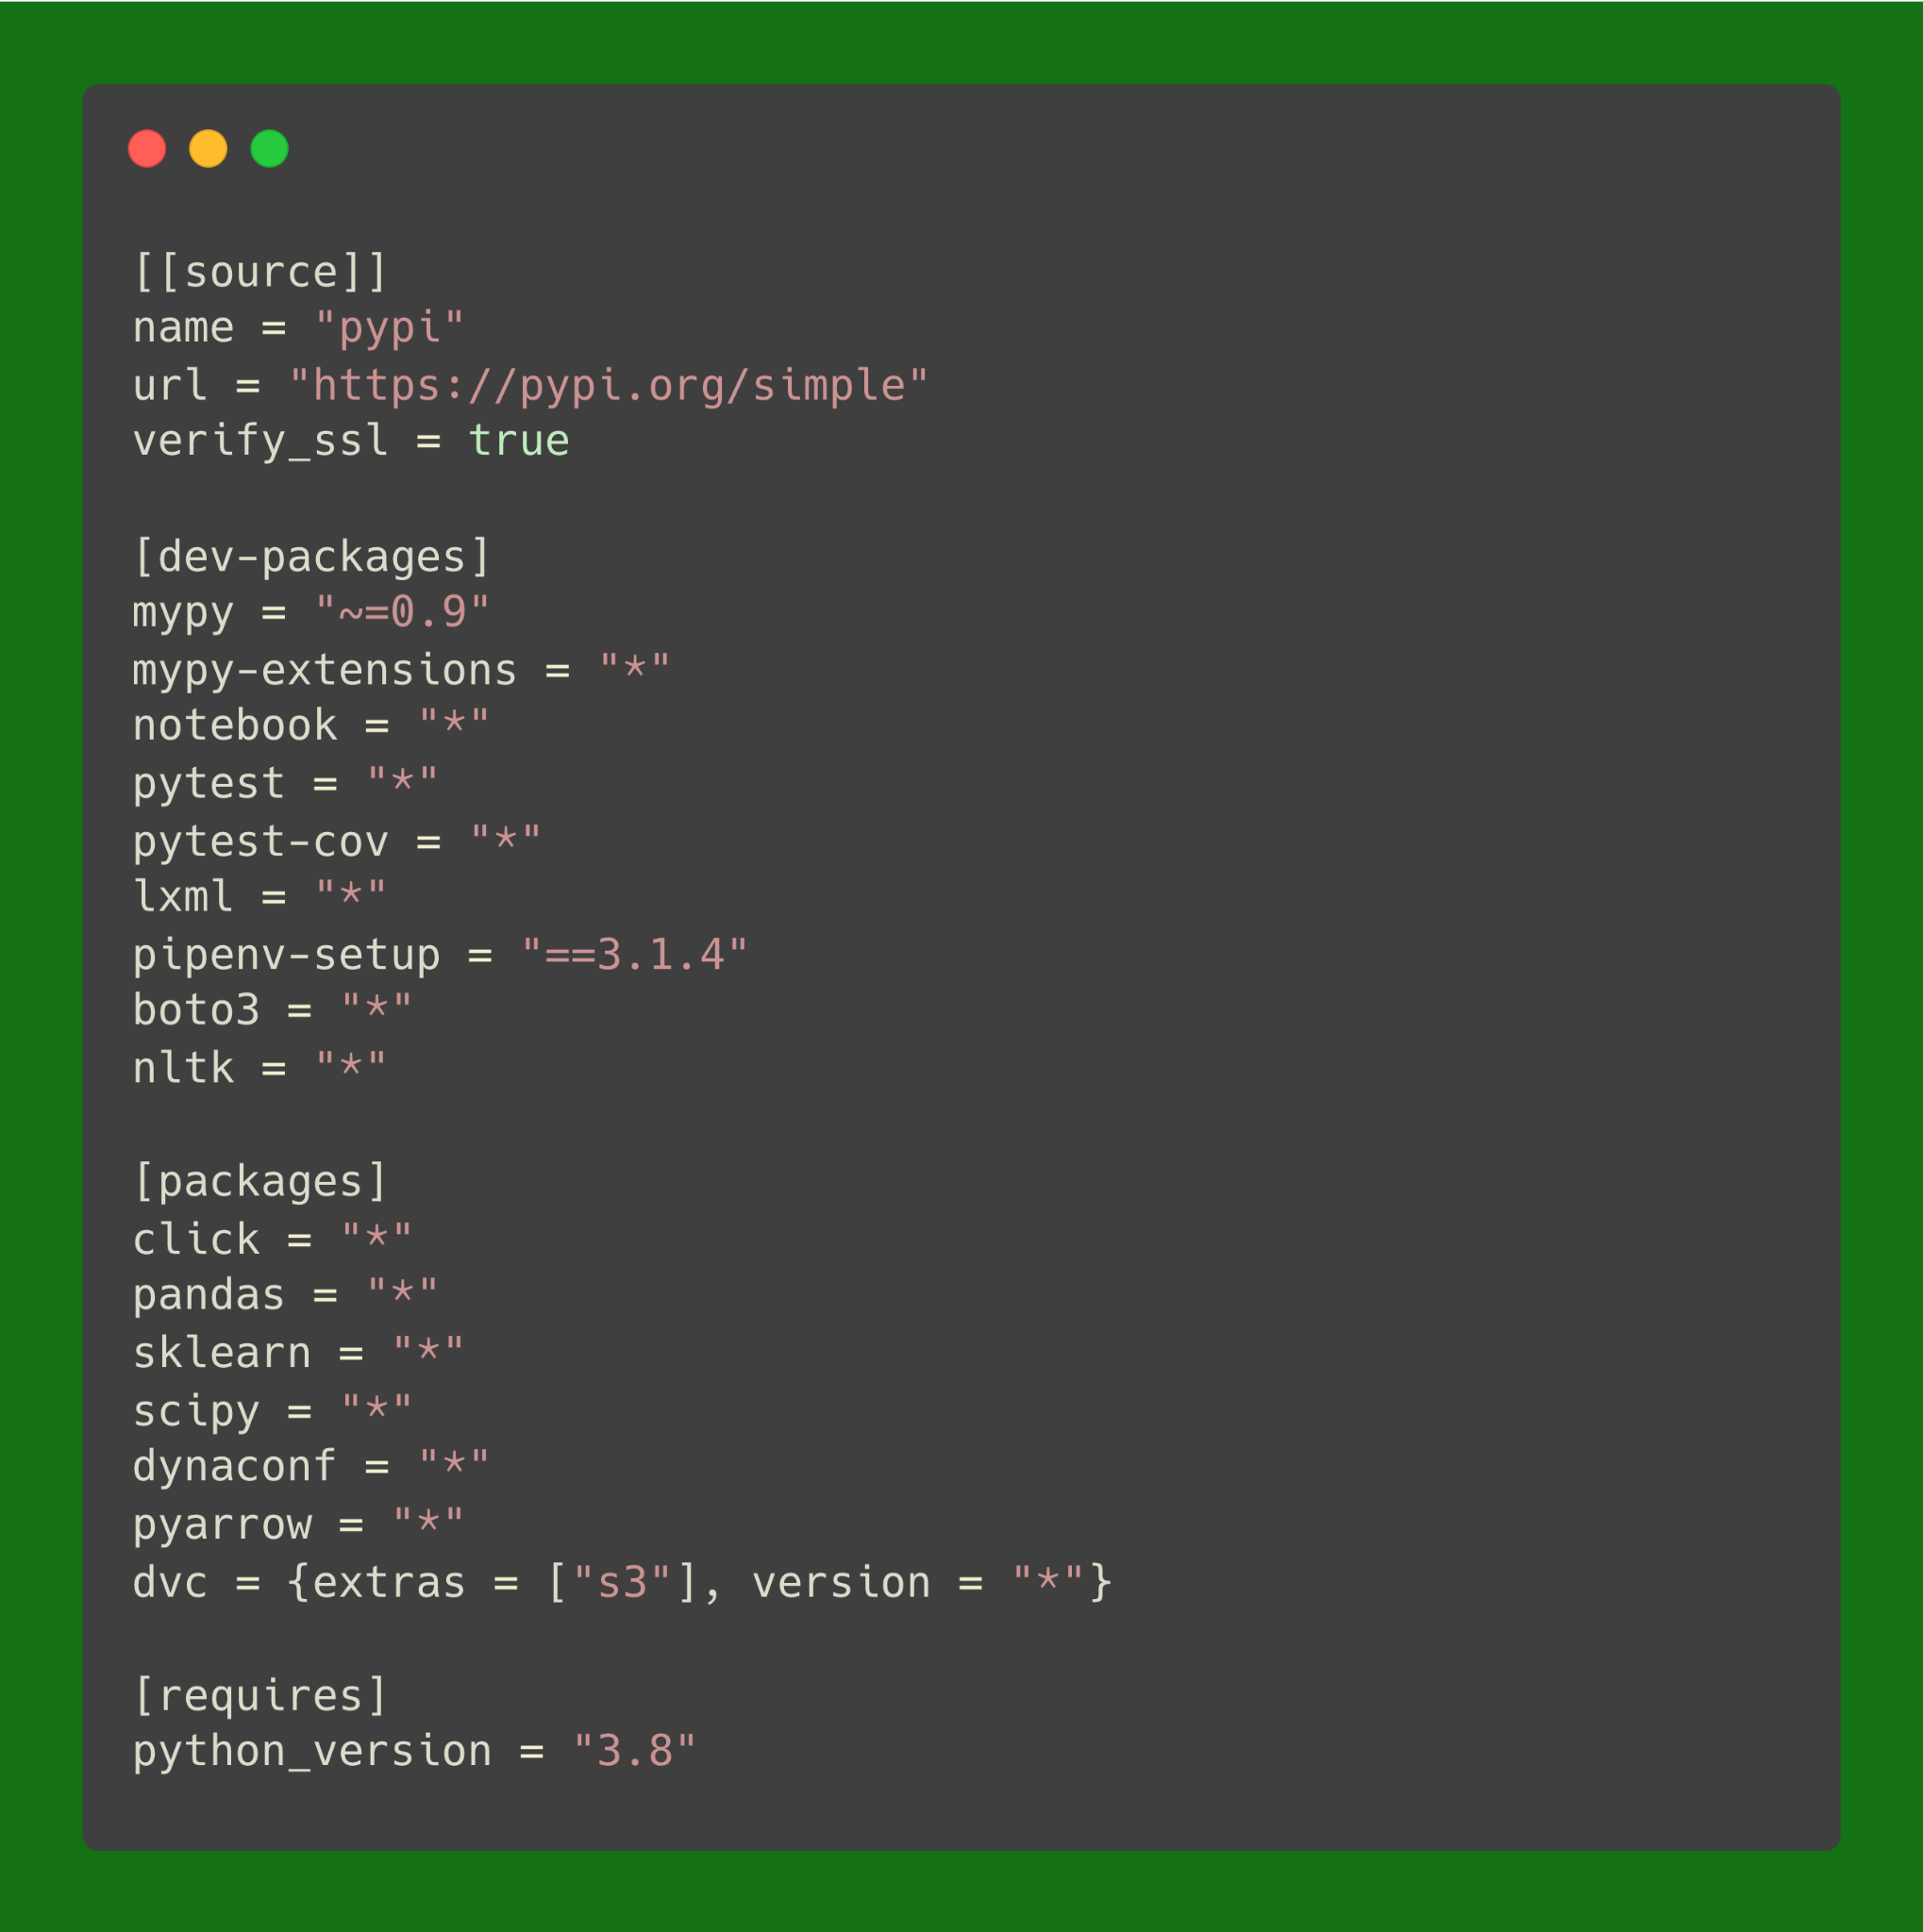 [[source]]
name = "pypi"
url = "https://pypi.org/simple"
verify_ssl = true

[dev-packages]
mypy = "~=0.9"
mypy-extensions = "*"
notebook = "*"
pytest = "*"
pytest-cov = "*"
lxml = "*"
pipenv-setup = "==3.1.4"
boto3 = "*"
nltk = "*"

[packages]
click = "*"
pandas = "*"
sklearn = "*"
scipy = "*"
dynaconf = "*"
pyarrow = "*"
dvc = {extras = ["s3"], version = "*"}

[requires]
python_version = "3.8"